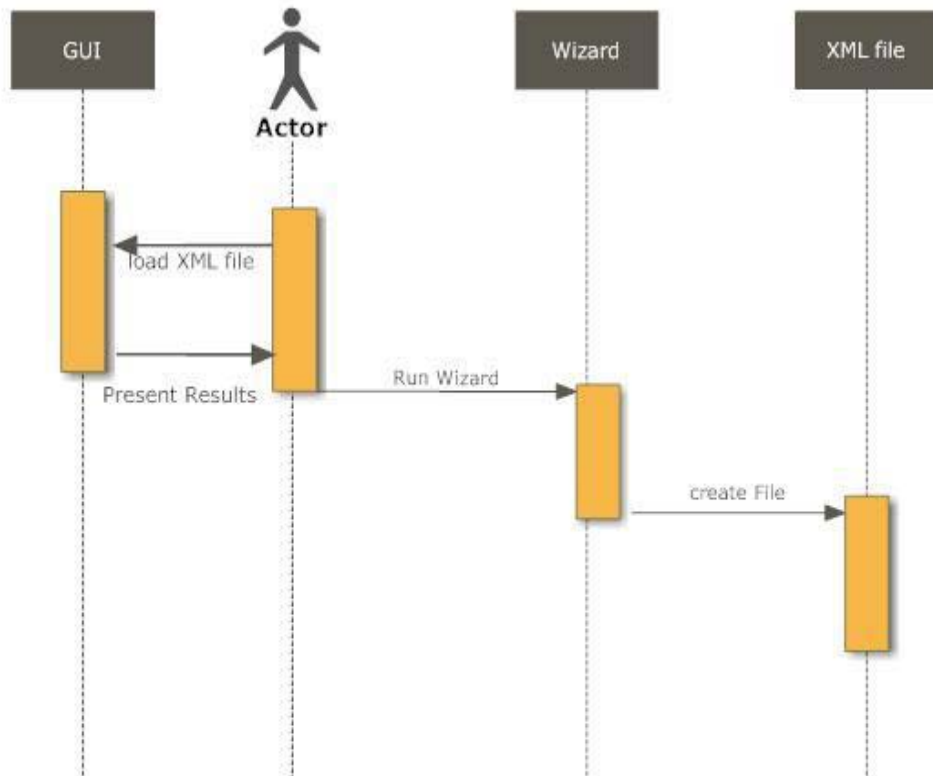 GUI
Actor
Wizard
XML file
load XML file
Present Results
Run Wizard
create File